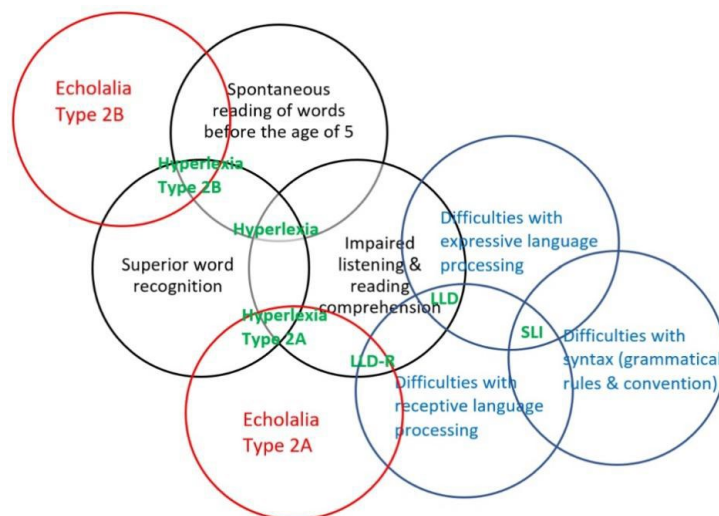 Echolalia
Type 2B
Spontaneous
reading of words
before the age of 5
Hyperlexia
Type 2B
Hyperlexia
Superior word
recognition
Impaired
listening &
reading
comprehension
Difficulties with
expressive language
processing
LLD
SLI
Hyperlexia
Type 2A
LLD-R
Difficulties with
syntax (grammatical
rules & convention)
Difficulties with
receptive language
processing
Echolalia
Type 2A